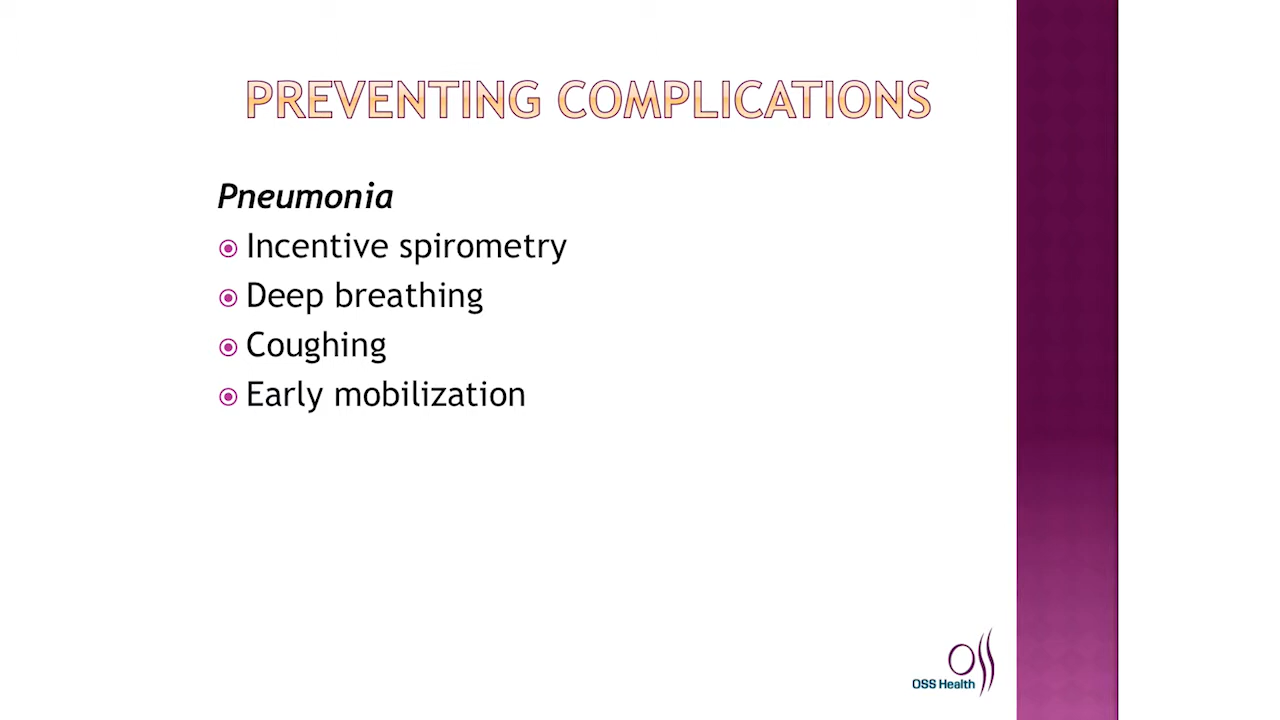 PREVENTING COMPLICATIONS
Pneumonia
Incentive spirometry
Deep breathing
Coughing
Early mobilization
OSS Health